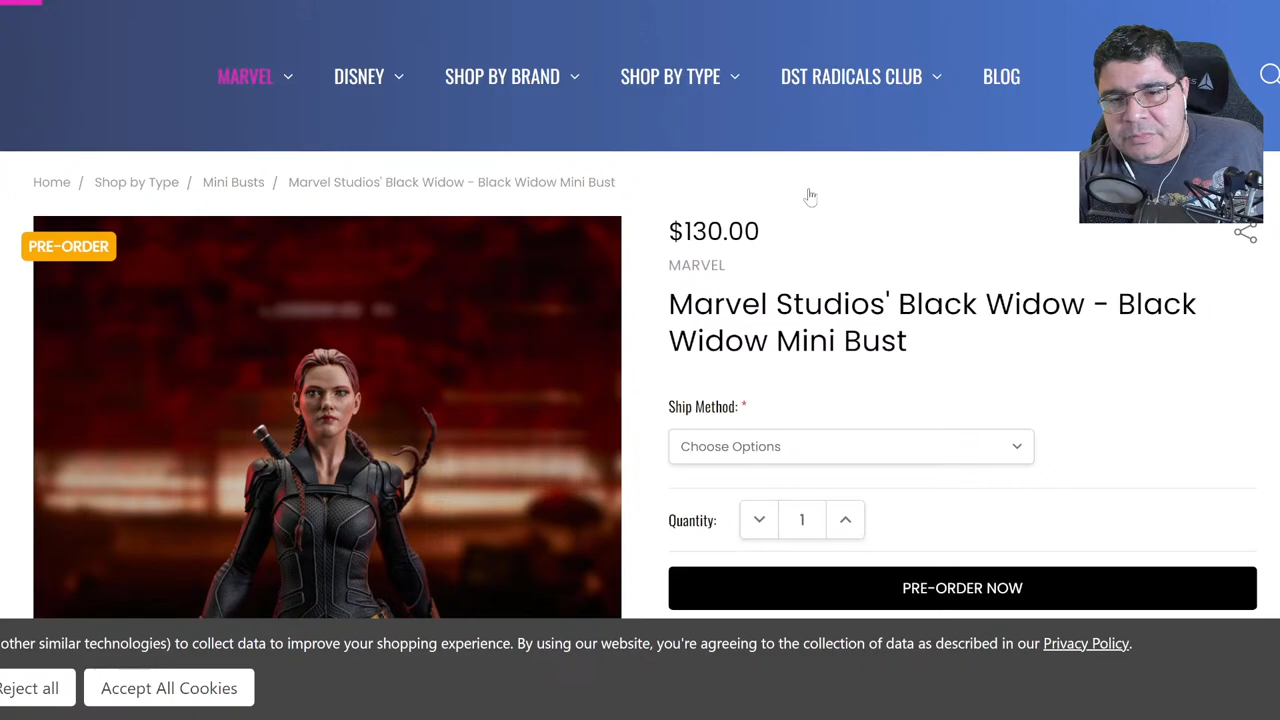 MARVEL
DISNEY
SHOP BY BRAND
SHOP BY TYPE
DST RADICALS CLUB
BLOG
Home / Shop by Type / Mini Busts / Marvel Studios' Black Widow - Black Widow Mini Bust
PRE-ORDER
$130.00
MARVEL
Marvel Studios' Black Widow - Black
Widow Mini Bust
Ship Method: *
Choose Options
Quantity:
1
PRE-ORDER NOW
other similar technologies) to collect data to improve your shopping experience. By using our website, you're agreeing to the collection of data as described in our Privacy Policy.
Reject all
Accept All Cookies